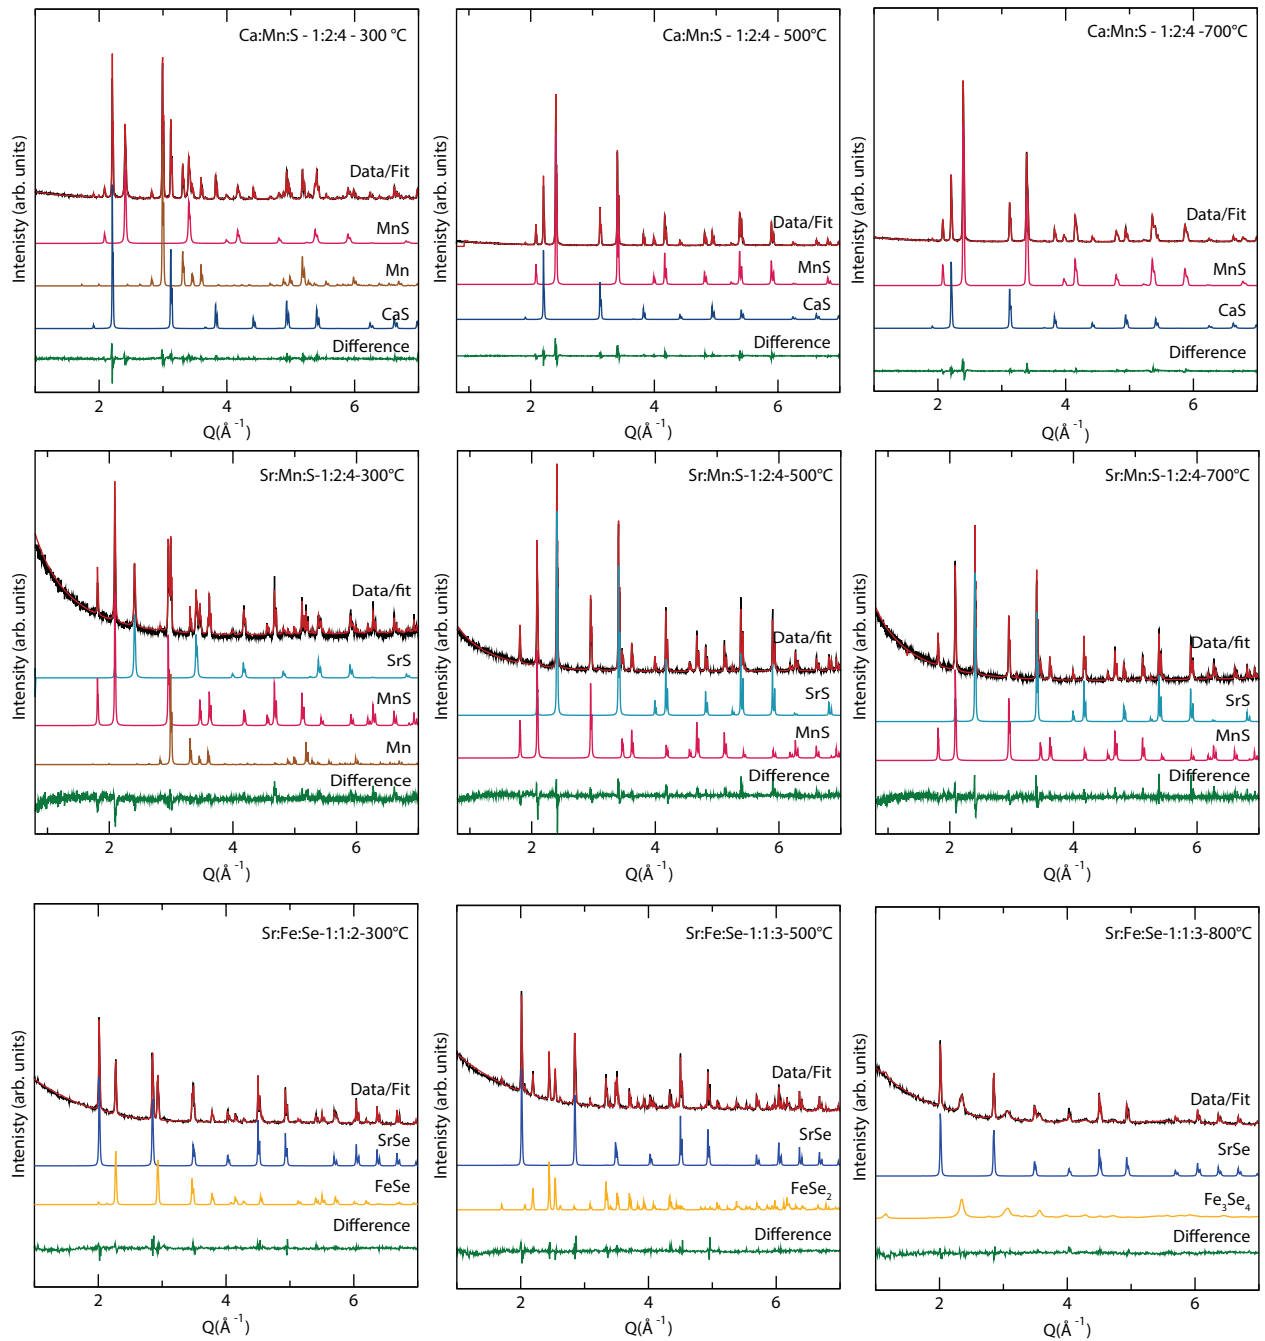 Ca:Mn:S - 1:2:4 - 300 °C
Intenisty (arb. units)
Data/Fit
MnS
Mn
CaS
Difference
2 4 6
Q(Å⁻¹)
Ca:Mn:S - 1:2:4 - 500°C
Intenisty (arb. units)
Data/Fit
MnS
CaS
Difference
2 4 6
Q(Å⁻¹)
Ca:Mn:S - 1:2:4 -700°C
Intenisty (arb. units)
Data/Fit
MnS
CaS
Difference
2 4 6
Q(Å⁻¹)
Sr:Mn:S-1:2:4-300°C
Intensity (arb. units)
Data/fit
SrS
MnS
Mn
Difference
2 4 6
Q(Å⁻¹)
Sr:Mn:S-1:2:4-500°C
Intensity (arb. units)
Data/fit
SrS
MnS
Difference
2 4 6
Q(Å⁻¹)
Sr:Mn:S-1:2:4-700°C
Intensity (arb. units)
Data/fit
SrS
MnS
Difference
2 4 6
Q(Å⁻¹)
Sr:Fe:Se-1:1:2-300°C
Intenisty (arb. units)
Data/Fit
SrSe
FeSe
Difference
2 4 6
Q(Å⁻¹)
Sr:Fe:Se-1:1:3-500°C
Intenisty (arb. units)
Data/Fit
SrSe
FeSe₂
Difference
2 4 6
Q(Å⁻¹)
Sr:Fe:Se-1:1:3-800°C
Intenisty (arb. units)
Data/Fit
SrSe
Fe₃Se₄
Difference
2 4 6
Q(Å⁻¹)